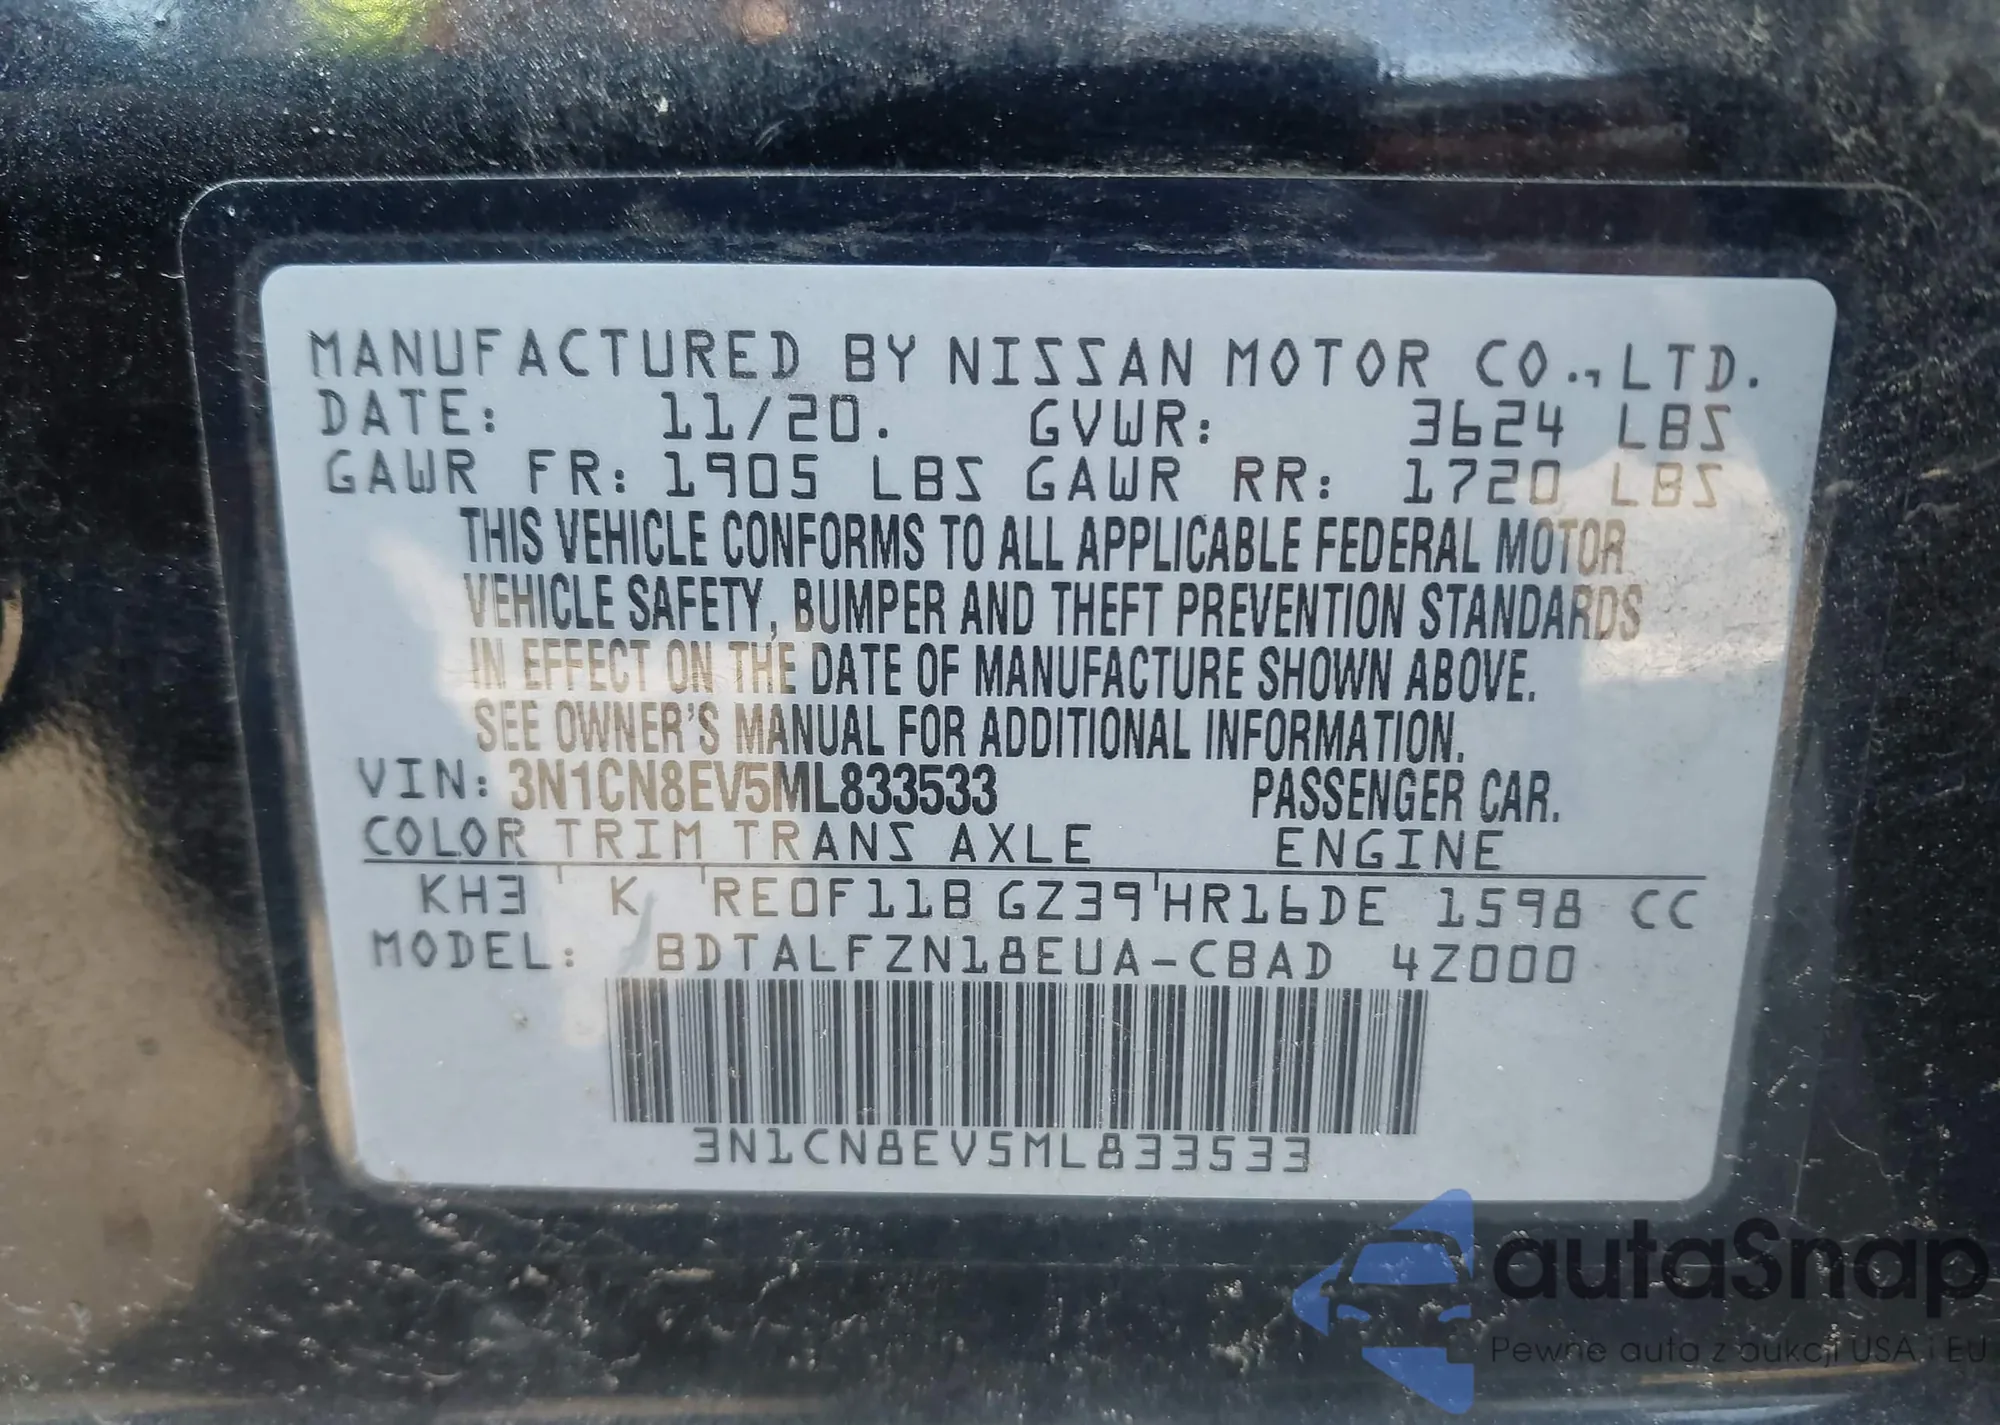 MANUFACTURED BY NISSAN MOTOR CO., LTD.
DATE: 11/20. GVWR: 3624 LBS
GAWR FR: 1905 LBS GAWR RR: 1720 LBS
THIS VEHICLE CONFORMS TO ALL APPLICABLE FEDERAL MOTOR
VEHICLE SAFETY, BUMPER AND THEFT PREVENTION STANDARDS
IN EFFECT ON THE DATE OF MANUFACTURE SHOWN ABOVE.
SEE OWNER'S MANUAL FOR ADDITIONAL INFORMATION.
VIN: 3N1CN8EV5ML833533 PASSENGER CAR.
COLOR TRIM TRANS AXLE ENGINE
KH3 K RE0F11B GZ39 HR16DE 1598 CC
MODEL: BDTALFZN18EUA-CBAD 4Z000
3N1CN8EV5ML833533
autaSnap
Pewne auta z aukcji USA i EU